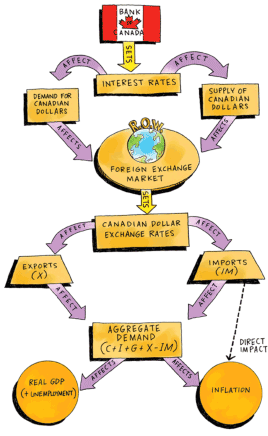 BANK
OF
CANADA
SETS
AFFECT
AFFECT
INTEREST RATES
DEMAND FOR
CANADIAN
DOLLARS
SUPPLY OF
CANADIAN
DOLLARS
AFFECTS
AFFECTS
R.O.W.
FOREIGN EXCHANGE
MARKET
SETS
AFFECT
AFFECT
CANADIAN DOLLAR
EXCHANGE RATES
EXPORTS
(X)
IMPORTS
(IM)
AFFECT
AFFECT
AGGREGATE
DEMAND
(C+I+G+X-IM)
DIRECT
IMPACT
AFFECTS
AFFECTS
REAL GDP
(+ UNEMPLOYMENT)
INFLATION